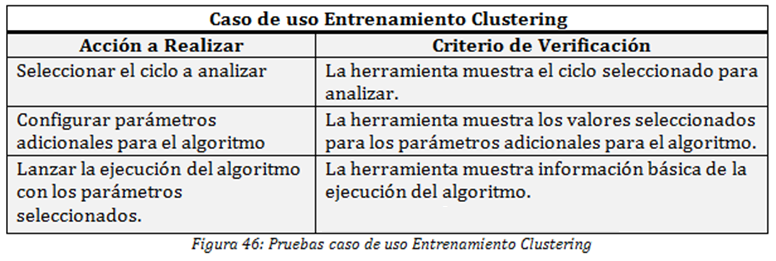 Caso de uso Entrenamiento Clustering
Acción a Realizar
Criterio de Verificación
Seleccionar el ciclo a analizar
La herramienta muestra el ciclo seleccionado para
analizar.
Configurar parámetros
adicionales para el algoritmo
La herramienta muestra los valores seleccionados
para los parámetros adicionales para el algoritmo.
Lanzar la ejecución del algoritmo
con los parámetros
seleccionados.
La herramienta muestra información básica de la
ejecución del algoritmo.
Figura 46: Pruebas caso de uso Entrenamiento Clustering